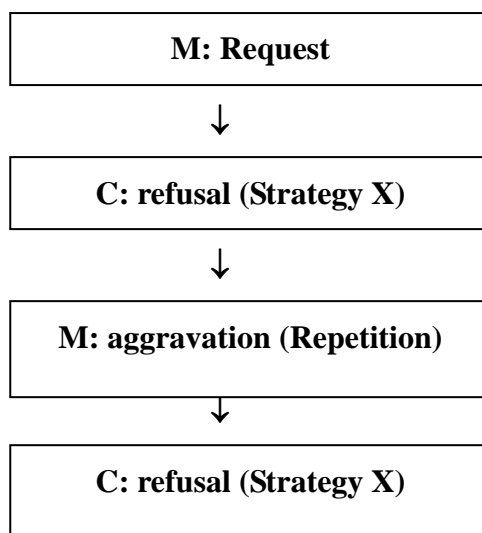 M: Request
C: refusal (Strategy X)
M: aggravation (Repetition)
C: refusal (Strategy X)